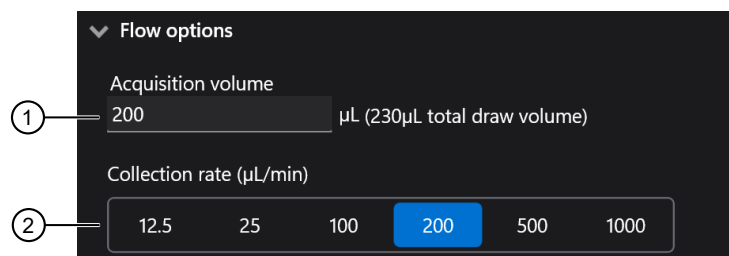 Flow options
Acquisition volume
1 200 µL (230µL total draw volume)
Collection rate (µL/min)
2 12.5 25 100 200 500 1000